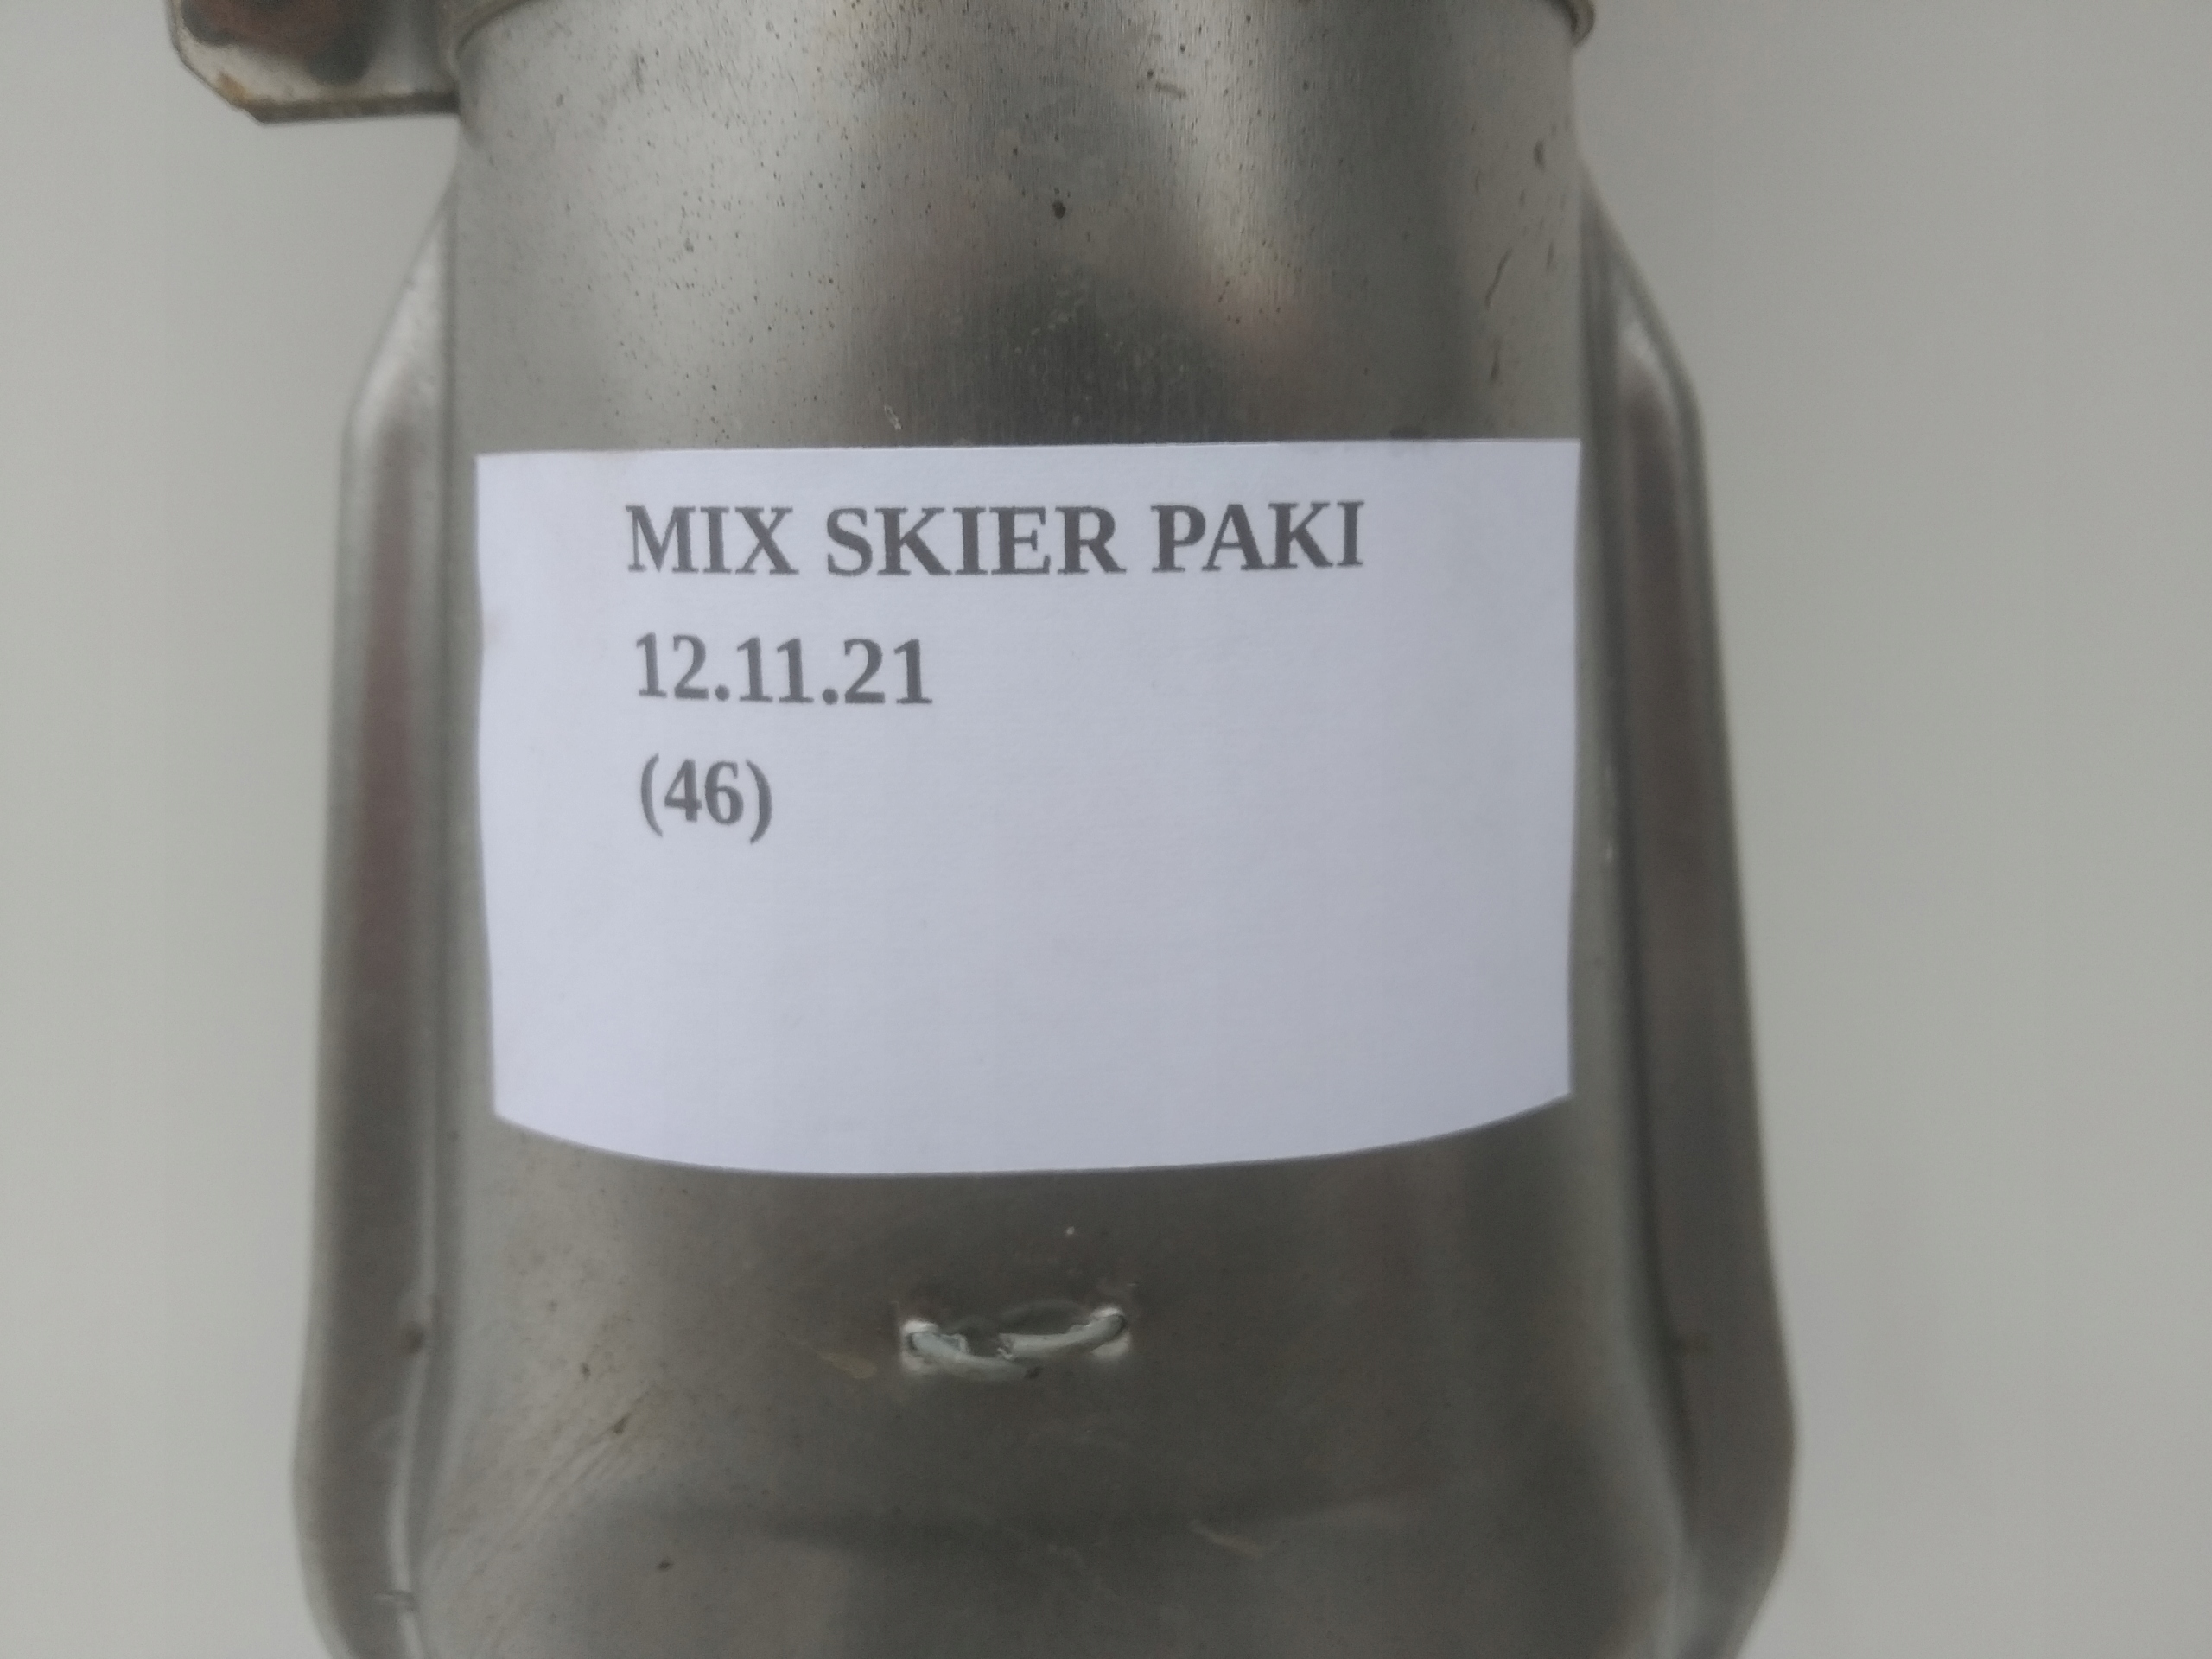 MIX SKIER PAKI
12.11.21
(46)